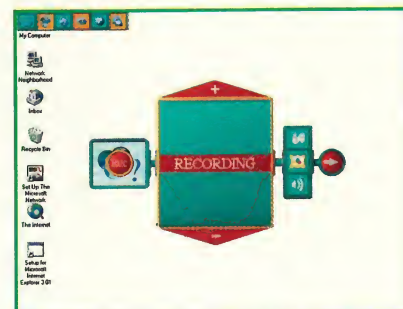 My Computer
Network
Neighborhood
Inbox
Recycle Bin
Set Up The
Microsoft
Network
The Internet
Setup for
Microsoft
Internet
Explorer 3.01
+
REC
?
RECORDING
-